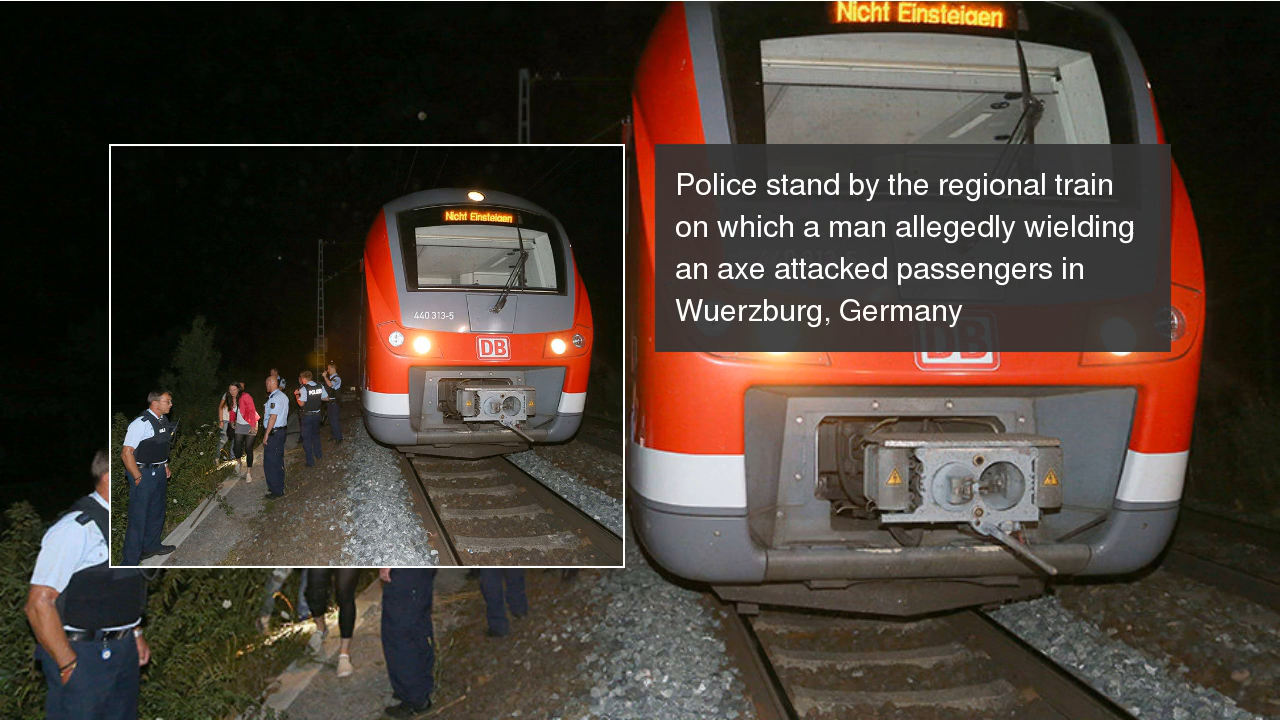 Nicht Einsteigen
Nicht Einsteigen
440 313-5
DB
POLIZEI
Police stand by the regional train
on which a man allegedly wielding
an axe attacked passengers in
Wuerzburg, Germany
DB